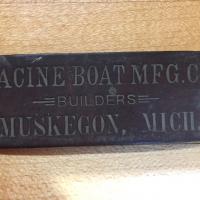 ACINE BOAT MFG. C
BUILDERS
MUSKEGON, MICH